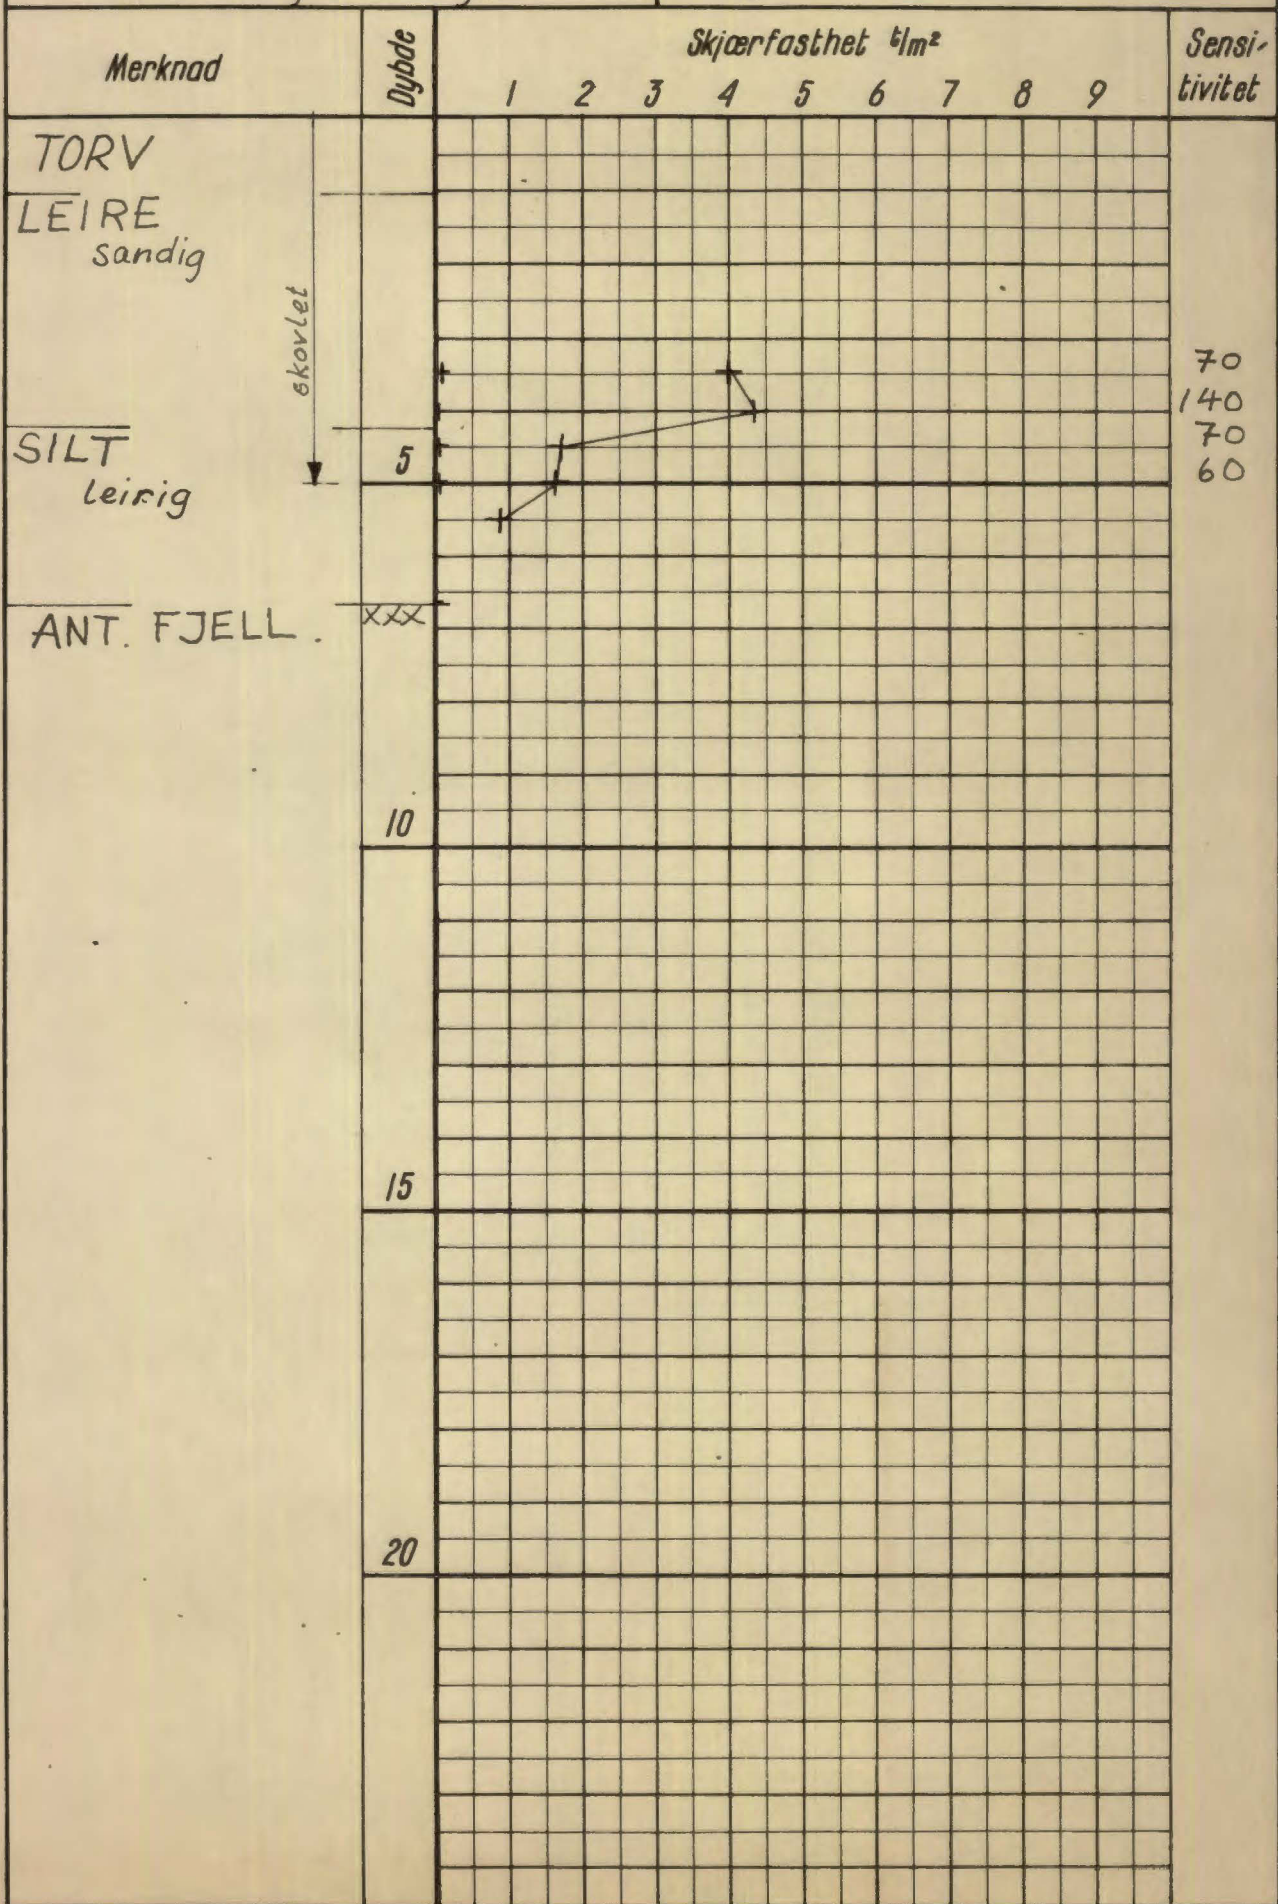 Merknad
Dybde
Skjærfasthet t/m²
1 2 3 4 5 6 7 8 9
Sensi-
tivitet
TORV
LEIRE
sandig
skovlet
70
140
70
60
SILT
leirig
5
ANT. FJELL.
xxx
10
15
20